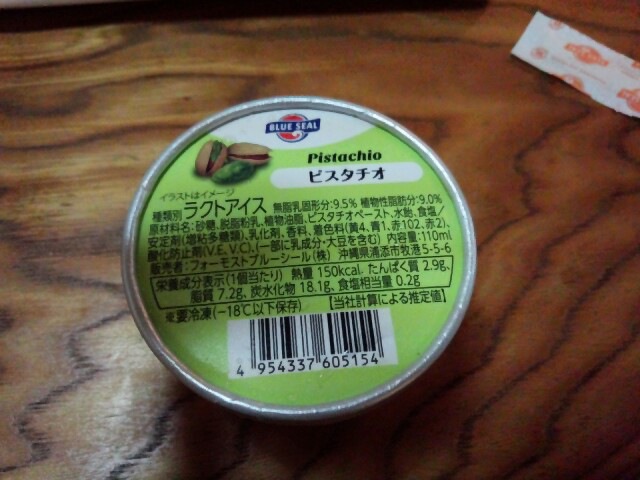 BLUE SEAL
Pistachio
ピスタチオ
イラストはイメージ
種類別 ラクトアイス 無脂乳固形分:9.5% 植物性脂肪分:9.0%
原材料名:砂糖、脱脂粉乳、植物油脂、ピスタチオペースト、水飴、食塩/
安定剤(増粘多糖類)、乳化剤、香料、着色料(黄4、青1、赤102、赤2)、
酸化防止剤(V.E、V.C)、(一部に乳成分・大豆を含む) 内容量:110ml
販売者:フォーモストブルーシール(株) 沖縄県浦添市牧港5-5-6
栄養成分表示(1個当たり) 熱量 150kcal、たんぱく質 2.9g、
脂質 7.2g、炭水化物 18.1g、食塩相当量 0.2g
要冷凍(−18℃以下保存) 【当社計算による推定値】
4 954337 605154